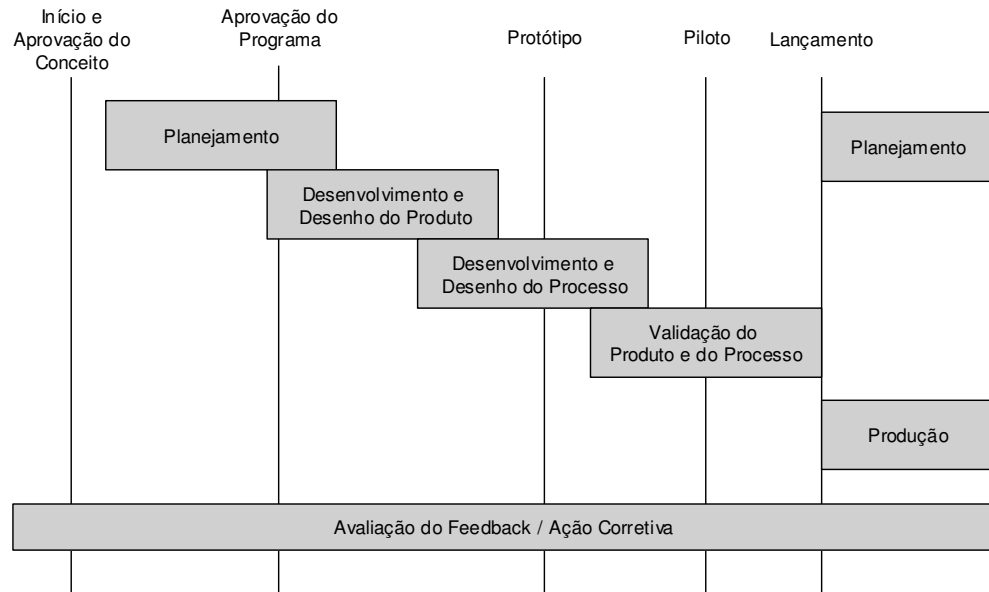 Início e
Aprovação do
Conceito
Aprovação do
Programa
Protótipo
Piloto
Lançamento
Planejamento
Planejamento
Desenvolvimento e
Desenho do Produto
Desenvolvimento e
Desenho do Processo
Validação do
Produto e do Processo
Produção
Avaliação do Feedback / Ação Corretiva